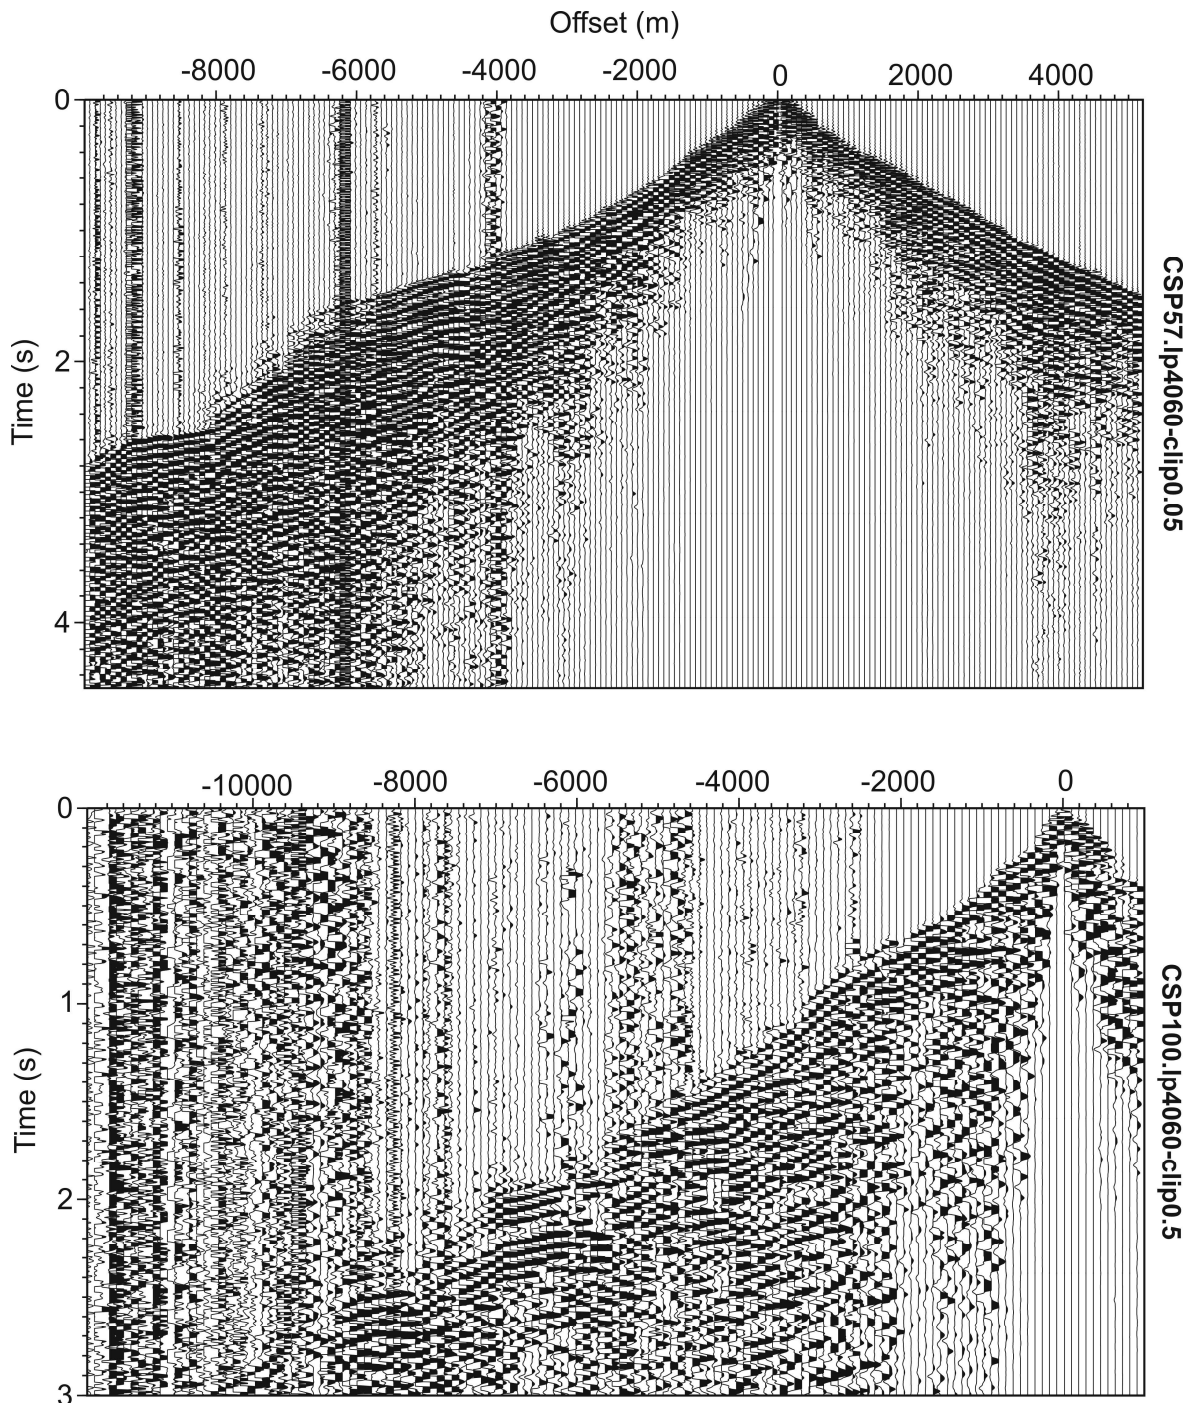 Offset (m)
-8000 -6000 -4000 -2000 0 2000 4000
0
2
4
Time (s)
CSP57.lp4060-clip0.05
-10000 -8000 -6000 -4000 -2000 0
0
1
2
3
Time (s)
CSP100.lp4060-clip0.5